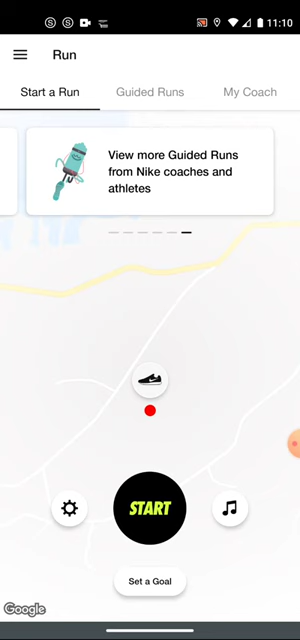 11:10
Run
Start a Run
Guided Runs
My Coach
View more Guided Runs
from Nike coaches and
athletes
START
Set a Goal
Google